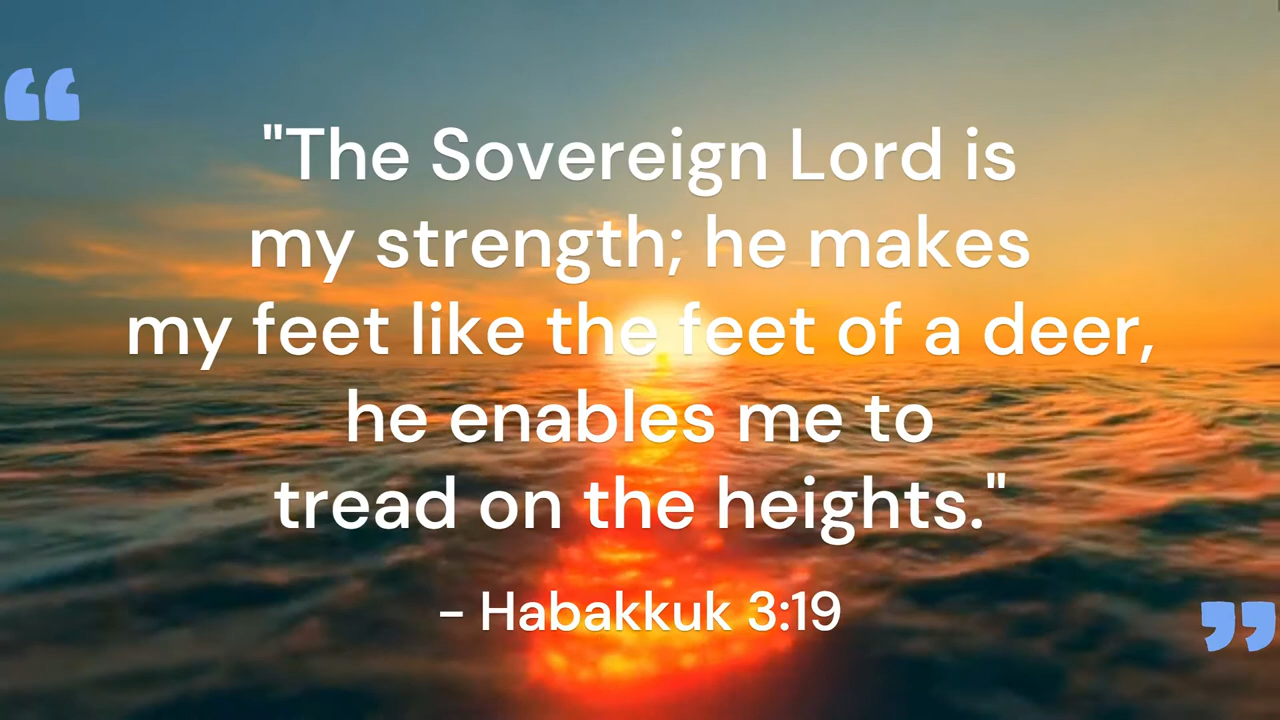 "The Sovereign Lord is
my strength; he makes
my feet like the feet of a deer,
he enables me to
tread on the heights."
– Habakkuk 3:19